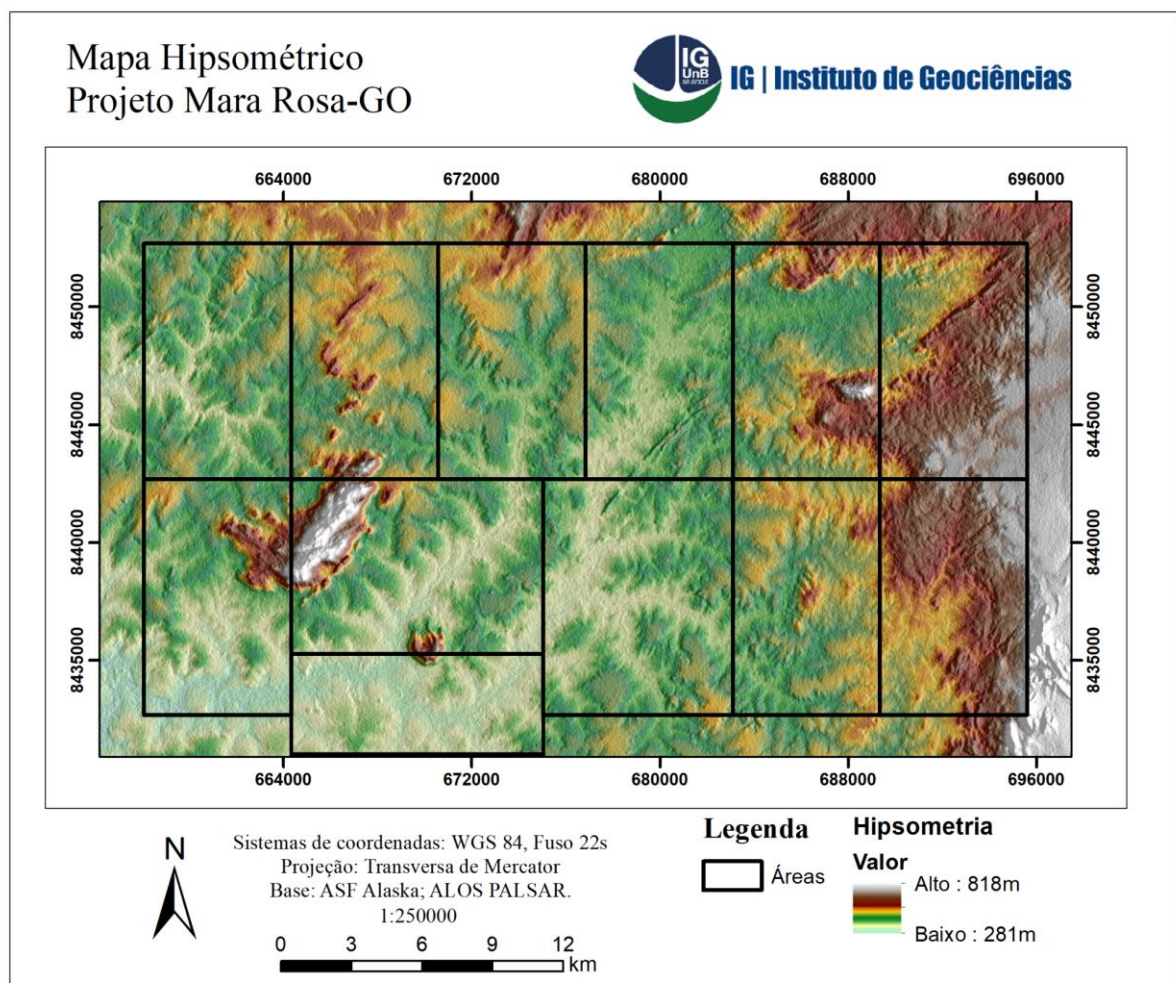 Mapa Hipsométrico
Projeto Mara Rosa-GO
IG
UnB
IG | Instituto de Geociências
664000
672000
680000
688000
696000
8450000
8450000
8445000
8445000
8440000
8440000
8435000
8435000
664000
672000
680000
688000
696000
N
Sistemas de coordenadas: WGS 84, Fuso 22s
Projeção: Transversa de Mercator
Base: ASF Alaska; ALOS PALSAR.
1:250000
0 3 6 9 12
km
Legenda
Áreas
Hipsometria
Valor
Alto : 818m
Baixo : 281m